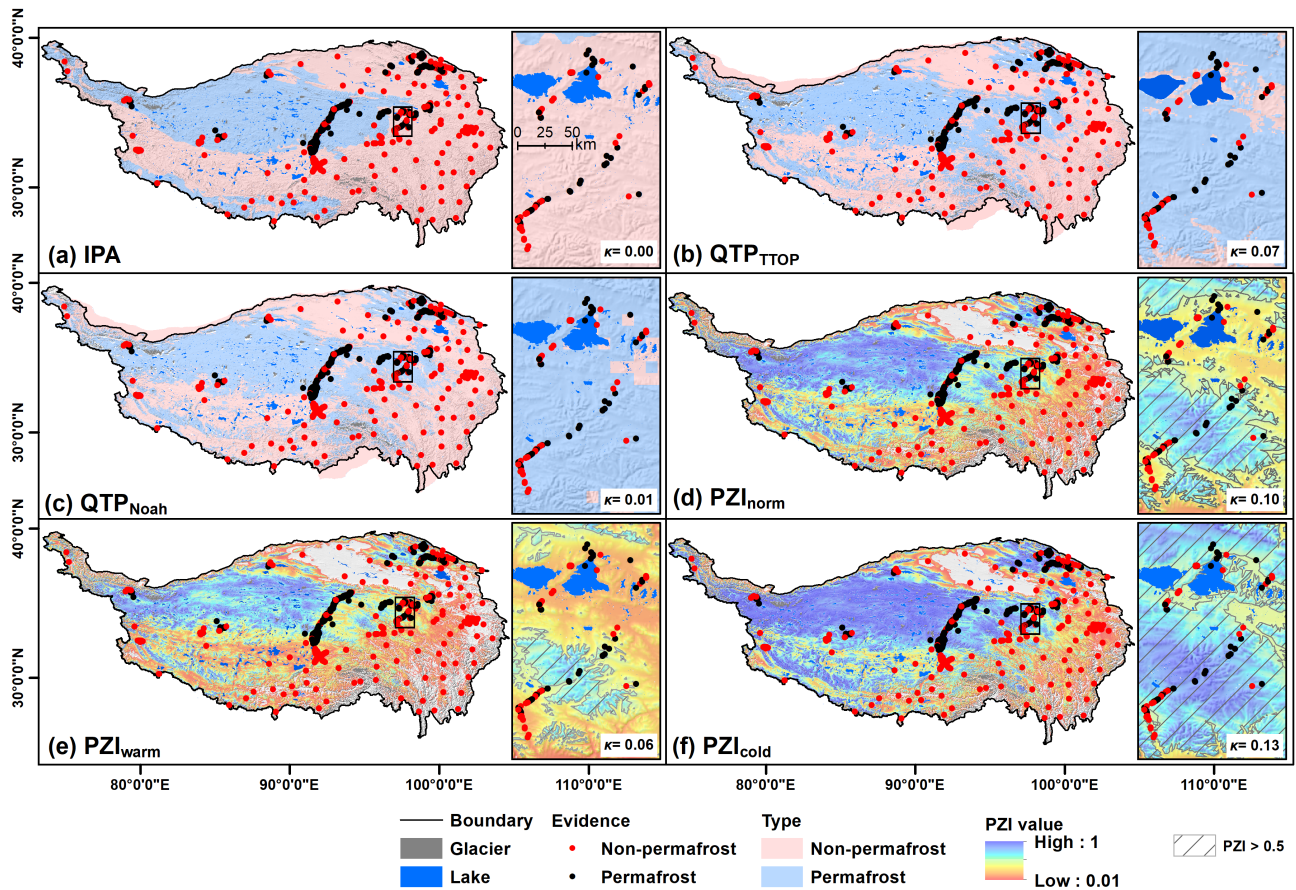 40°0'0"N
30°0'0"N
0 25 50
km
(a) IPA
κ= 0.00
(b) QTPTTOP
κ= 0.07
40°0'0"N
30°0'0"N
(c) QTPNoah
κ= 0.01
(d) PZInorm
κ= 0.10
40°0'0"N
30°0'0"N
(e) PZIwarm
κ= 0.06
(f) PZIcold
κ= 0.13
80°0'0"E 90°0'0"E 100°0'0"E 110°0'0"E 80°0'0"E 90°0'0"E 100°0'0"E 110°0'0"E
Boundary Evidence Type PZI value
Glacier Non-permafrost Non-permafrost High : 1 PZI > 0.5
Lake Permafrost Permafrost Low : 0.01